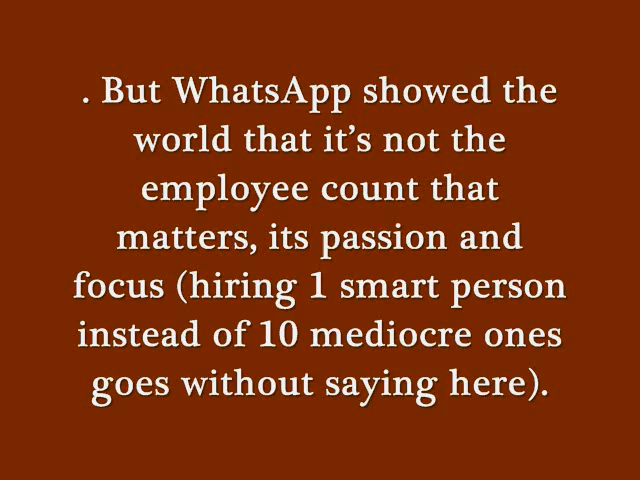 . But WhatsApp showed the
world that it’s not the
employee count that
matters, its passion and
focus (hiring 1 smart person
instead of 10 mediocre ones
goes without saying here).